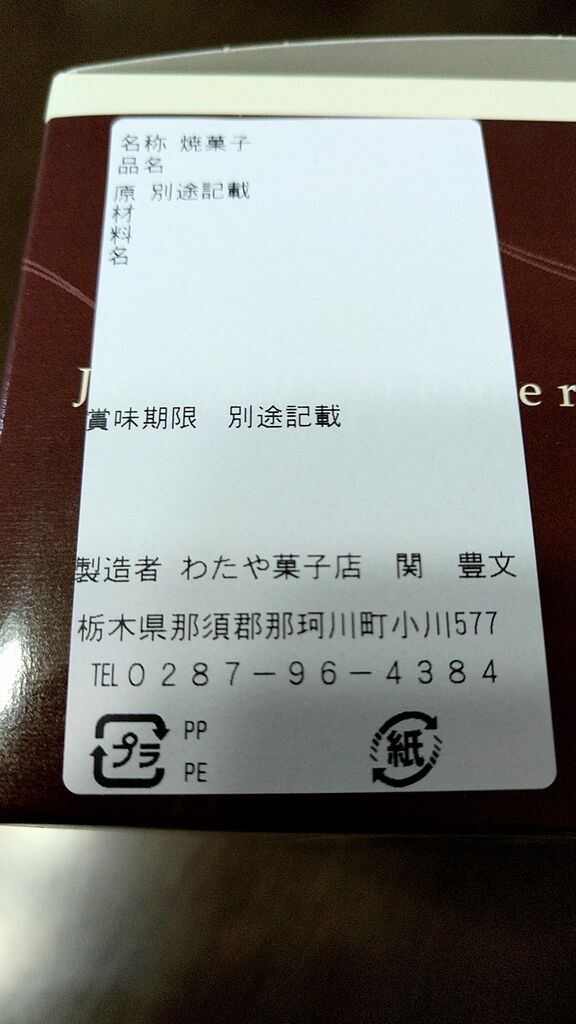 名称 焼菓子
品名
原材料名 別途記載
賞味期限 別途記載
製造者 わたや菓子店 関 豊文
栃木県那須郡那珂川町小川577
TEL0287-96-4384
プラ PP PE
紙